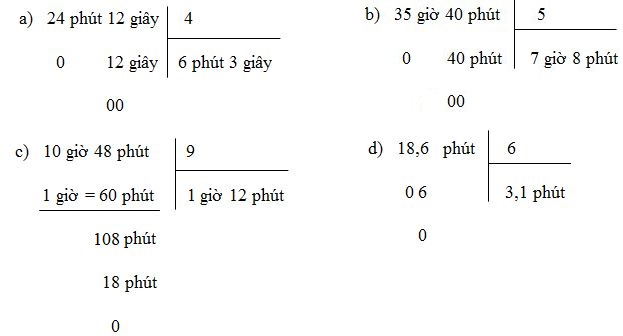 a) 24 phút 12 giây 4
0 12 giây 6 phút 3 giây
00
b) 35 giờ 40 phút 5
0 40 phút 7 giờ 8 phút
00
c) 10 giờ 48 phút 9
1 giờ = 60 phút 1 giờ 12 phút
108 phút
18 phút
0
d) 18,6 phút 6
0 6 3,1 phút
0